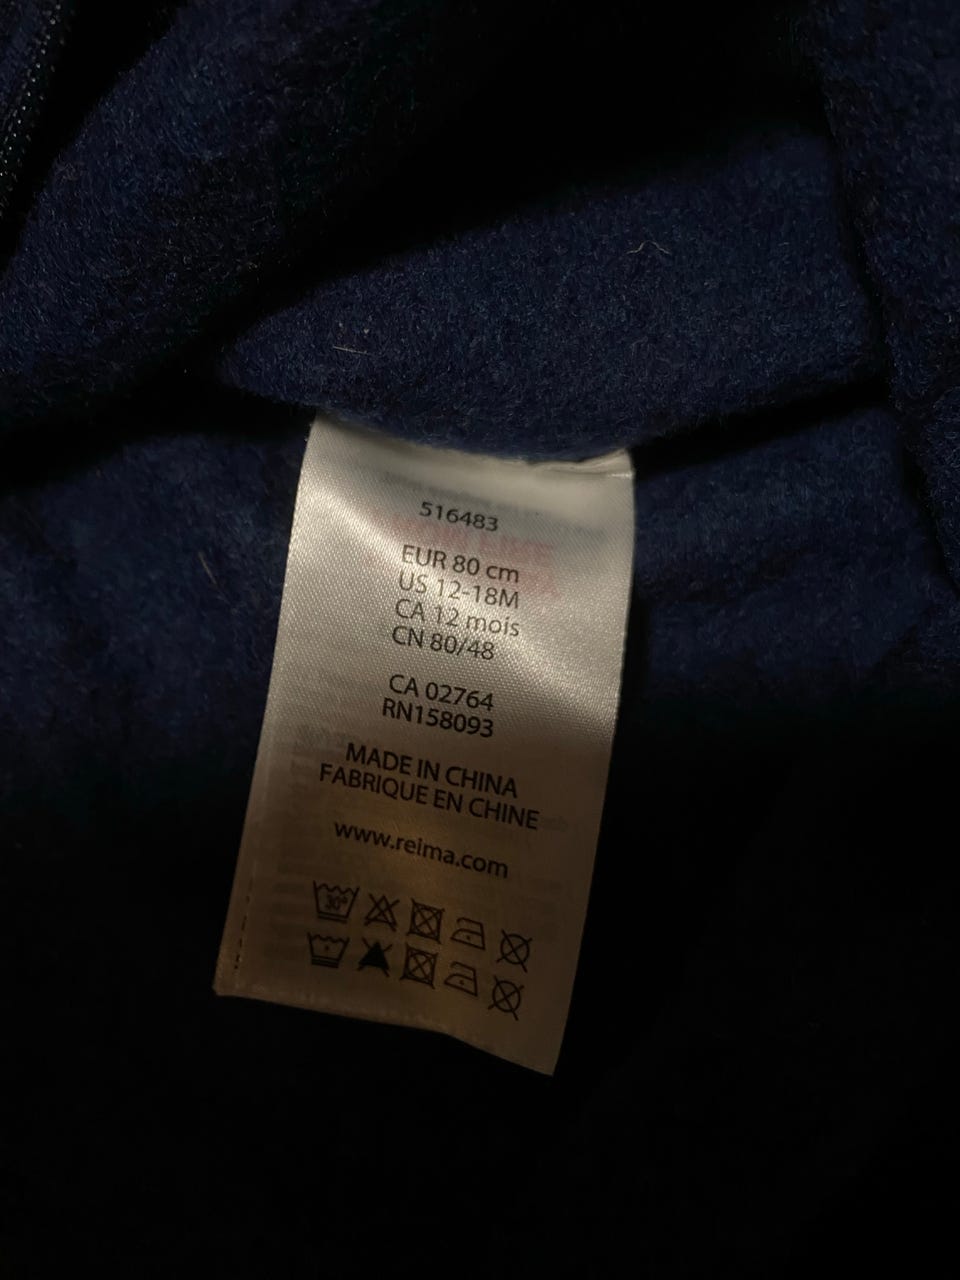 516483
EUR 80 cm
US 12-18M
CA 12 mois
CN 80/48
CA 02764
RN158093
MADE IN CHINA
FABRIQUE EN CHINE
www.reima.com
30°